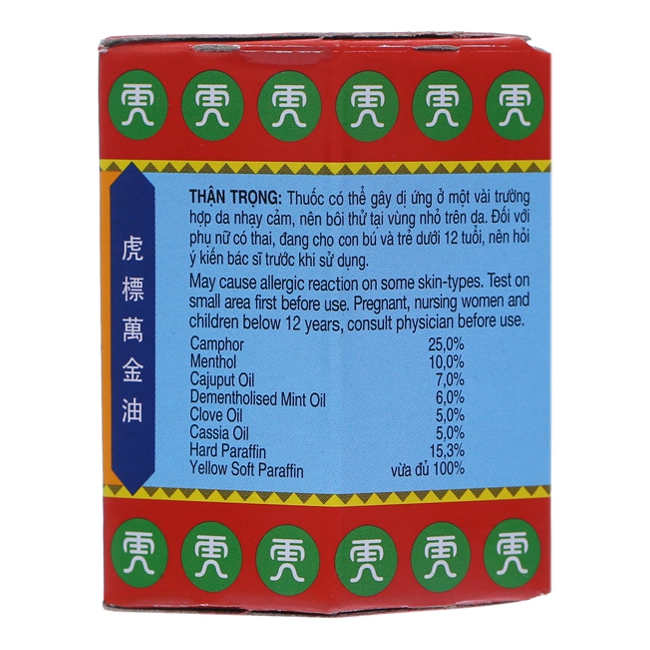 虎標萬金油
THẬN TRỌNG: Thuốc có thể gây dị ứng ở một vài trường
hợp da nhạy cảm, nên bôi thử tại vùng nhỏ trên da. Đối với
phụ nữ có thai, đang cho con bú và trẻ dưới 12 tuổi, nên hỏi
ý kiến bác sĩ trước khi sử dụng.
May cause allergic reaction on some skin-types. Test on
small area first before use. Pregnant, nursing women and
children below 12 years, consult physician before use.
Camphor 25,0%
Menthol 10,0%
Cajuput Oil 7,0%
Dementholised Mint Oil 6,0%
Clove Oil 5,0%
Cassia Oil 5,0%
Hard Paraffin 15,3%
Yellow Soft Paraffin vừa đủ 100%